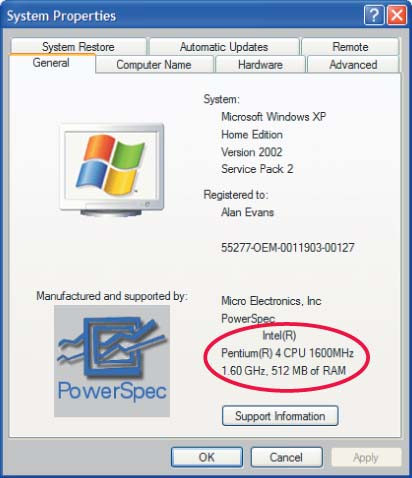 System Properties
System Restore
Automatic Updates
Remote
General
Computer Name
Hardware
Advanced
System:
Microsoft Windows XP
Home Edition
Version 2002
Service Pack 2
Registered to:
Alan Evans
55277-OEM-0011903-00127
Manufactured and supported by:
Micro Electronics, Inc
PowerSpec
Intel(R)
Pentium(R) 4 CPU 1600MHz
1.60 GHz, 512 MB of RAM
PowerSpec
Support Information
OK
Cancel
Apply